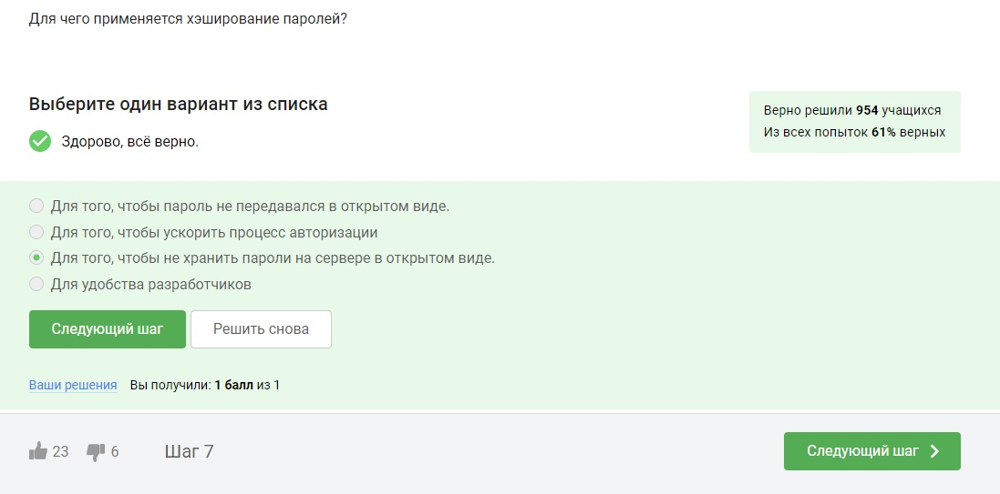 Для чего применяется хэширование паролей?
Выберите один вариант из списка
Здорово, всё верно.
Верно решили 954 учащихся
Из всех попыток 61% верных
Для того, чтобы пароль не передавался в открытом виде.
Для того, чтобы ускорить процесс авторизации
Для того, чтобы не хранить пароли на сервере в открытом виде.
Для удобства разработчиков
Следующий шаг
Решить снова
Ваши решения Вы получили: 1 балл из 1
23 6 Шаг 7
Следующий шаг